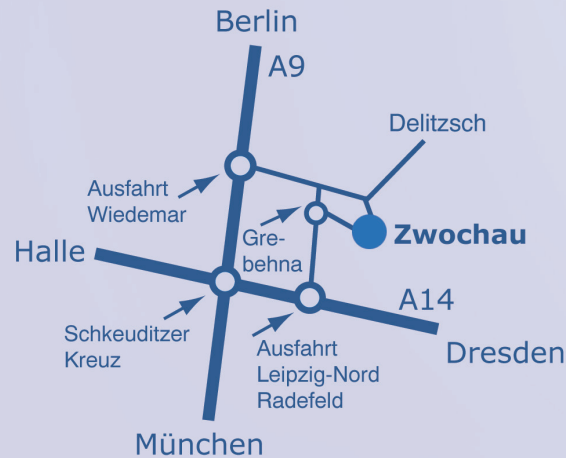 Berlin
A9
Delitzsch
Ausfahrt
Wiedemar
Gre-
behna
Zwochau
Halle
A14
Schkeuditzer
Kreuz
Ausfahrt
Leipzig-Nord
Radefeld
Dresden
München